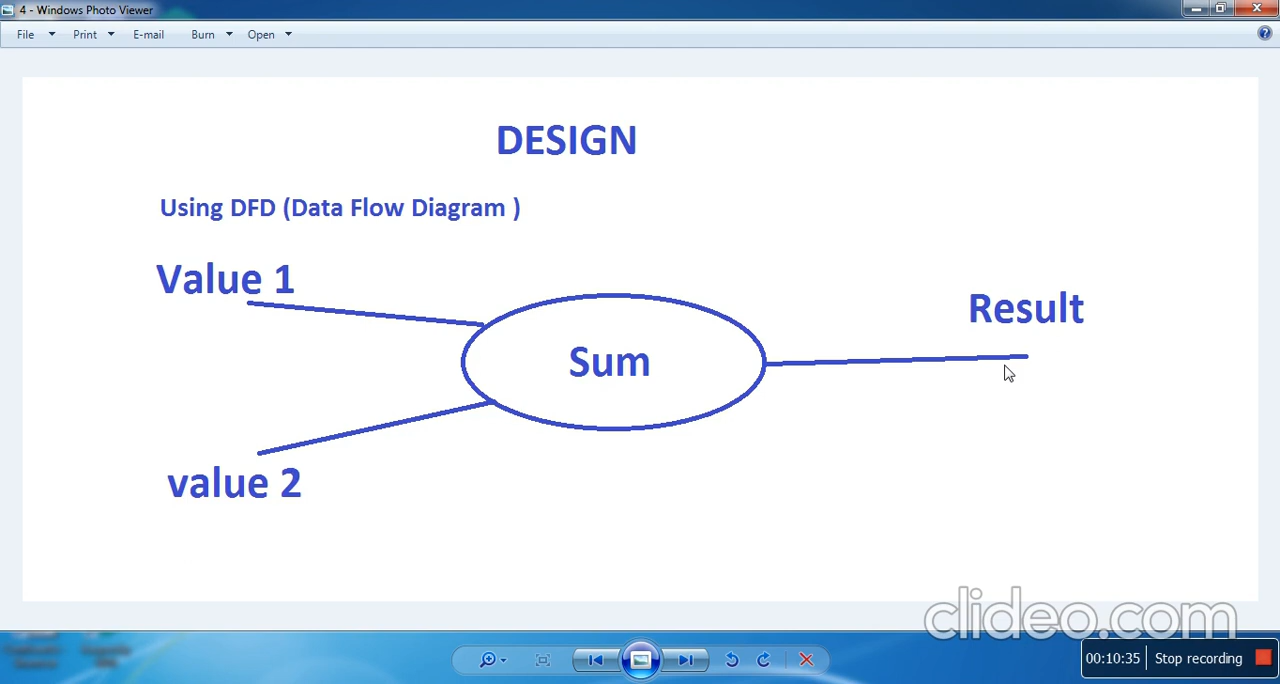 4 - Windows Photo Viewer
File Print E-mail Burn Open
DESIGN
Using DFD (Data Flow Diagram )
Value 1
Result
Sum
value 2
clideo.com
00:10:35 Stop recording